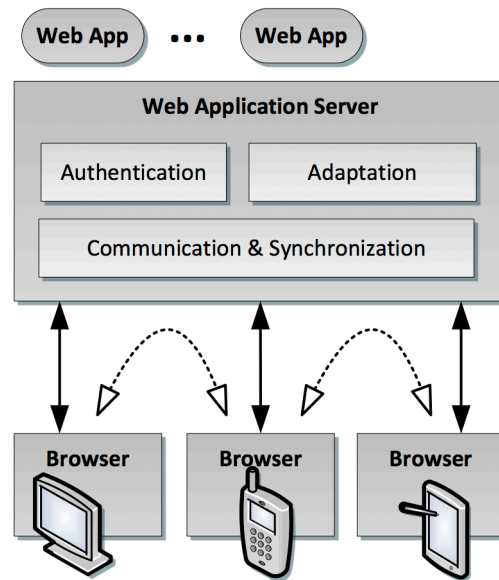 Web App ... Web App
Web Application Server
Authentication Adaptation
Communication & Synchronization
Browser Browser Browser